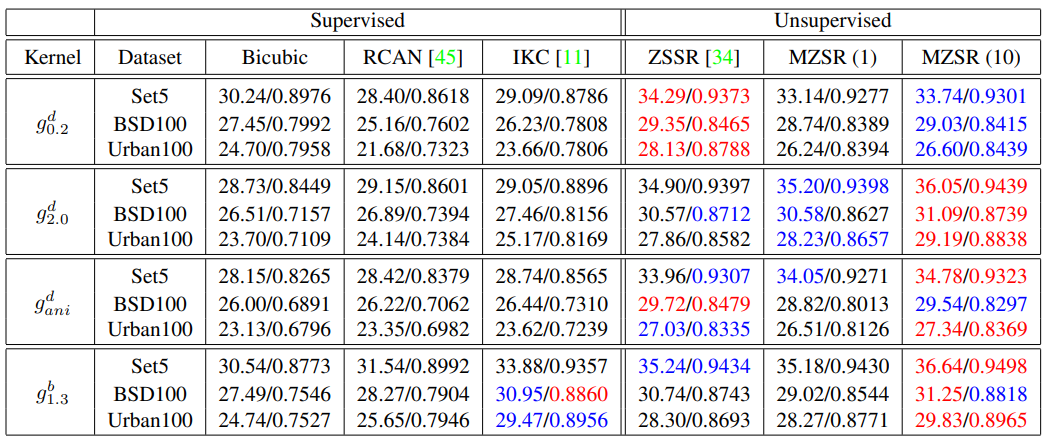 Supervised Unsupervised
Kernel Dataset Bicubic RCAN [45] IKC [11] ZSSR [34] MZSR (1) MZSR (10)
Set5 30.24/0.8976 28.40/0.8618 29.09/0.8786 34.29/0.9373 33.14/0.9277 33.74/0.9301
g^d_{0.2} BSD100 27.45/0.7992 25.16/0.7602 26.23/0.7808 29.35/0.8465 28.74/0.8389 29.03/0.8415
Urban100 24.70/0.7958 21.68/0.7323 23.66/0.7806 28.13/0.8788 26.24/0.8394 26.60/0.8439
Set5 28.73/0.8449 29.15/0.8601 29.05/0.8896 34.90/0.9397 35.20/0.9398 36.05/0.9439
g^d_{2.0} BSD100 26.51/0.7157 26.89/0.7394 27.46/0.8156 30.57/0.8712 30.58/0.8627 31.09/0.8739
Urban100 23.70/0.7109 24.14/0.7384 25.17/0.8169 27.86/0.8582 28.23/0.8657 29.19/0.8838
Set5 28.15/0.8265 28.42/0.8379 28.74/0.8565 33.96/0.9307 34.05/0.9271 34.78/0.9323
g^d_{ani} BSD100 26.00/0.6891 26.22/0.7062 26.44/0.7310 29.72/0.8479 28.82/0.8013 29.54/0.8297
Urban100 23.13/0.6796 23.35/0.6982 23.62/0.7239 27.03/0.8335 26.51/0.8126 27.34/0.8369
Set5 30.54/0.8773 31.54/0.8992 33.88/0.9357 35.24/0.9434 35.18/0.9430 36.64/0.9498
g^b_{1.3} BSD100 27.49/0.7546 28.27/0.7904 30.95/0.8860 30.74/0.8743 29.02/0.8544 31.25/0.8818
Urban100 24.74/0.7527 25.65/0.7946 29.47/0.8956 28.30/0.8693 28.27/0.8771 29.83/0.8965